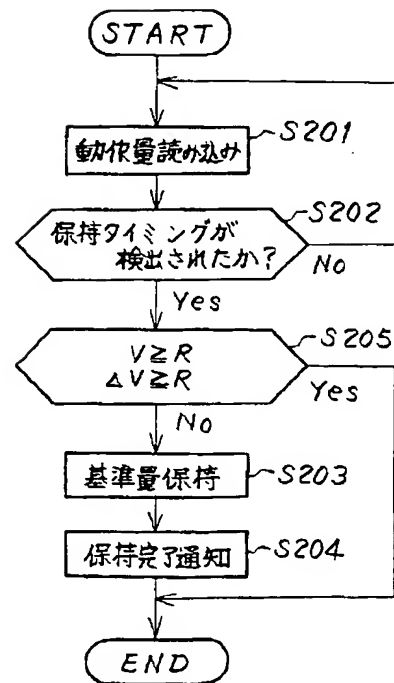 START
動作量読み込み
S201
保持タイミングが
検出されたか?
S202
No
Yes
V≧R
ΔV≧R
S205
Yes
No
基準量保持
S203
保持完了通知
S204
END